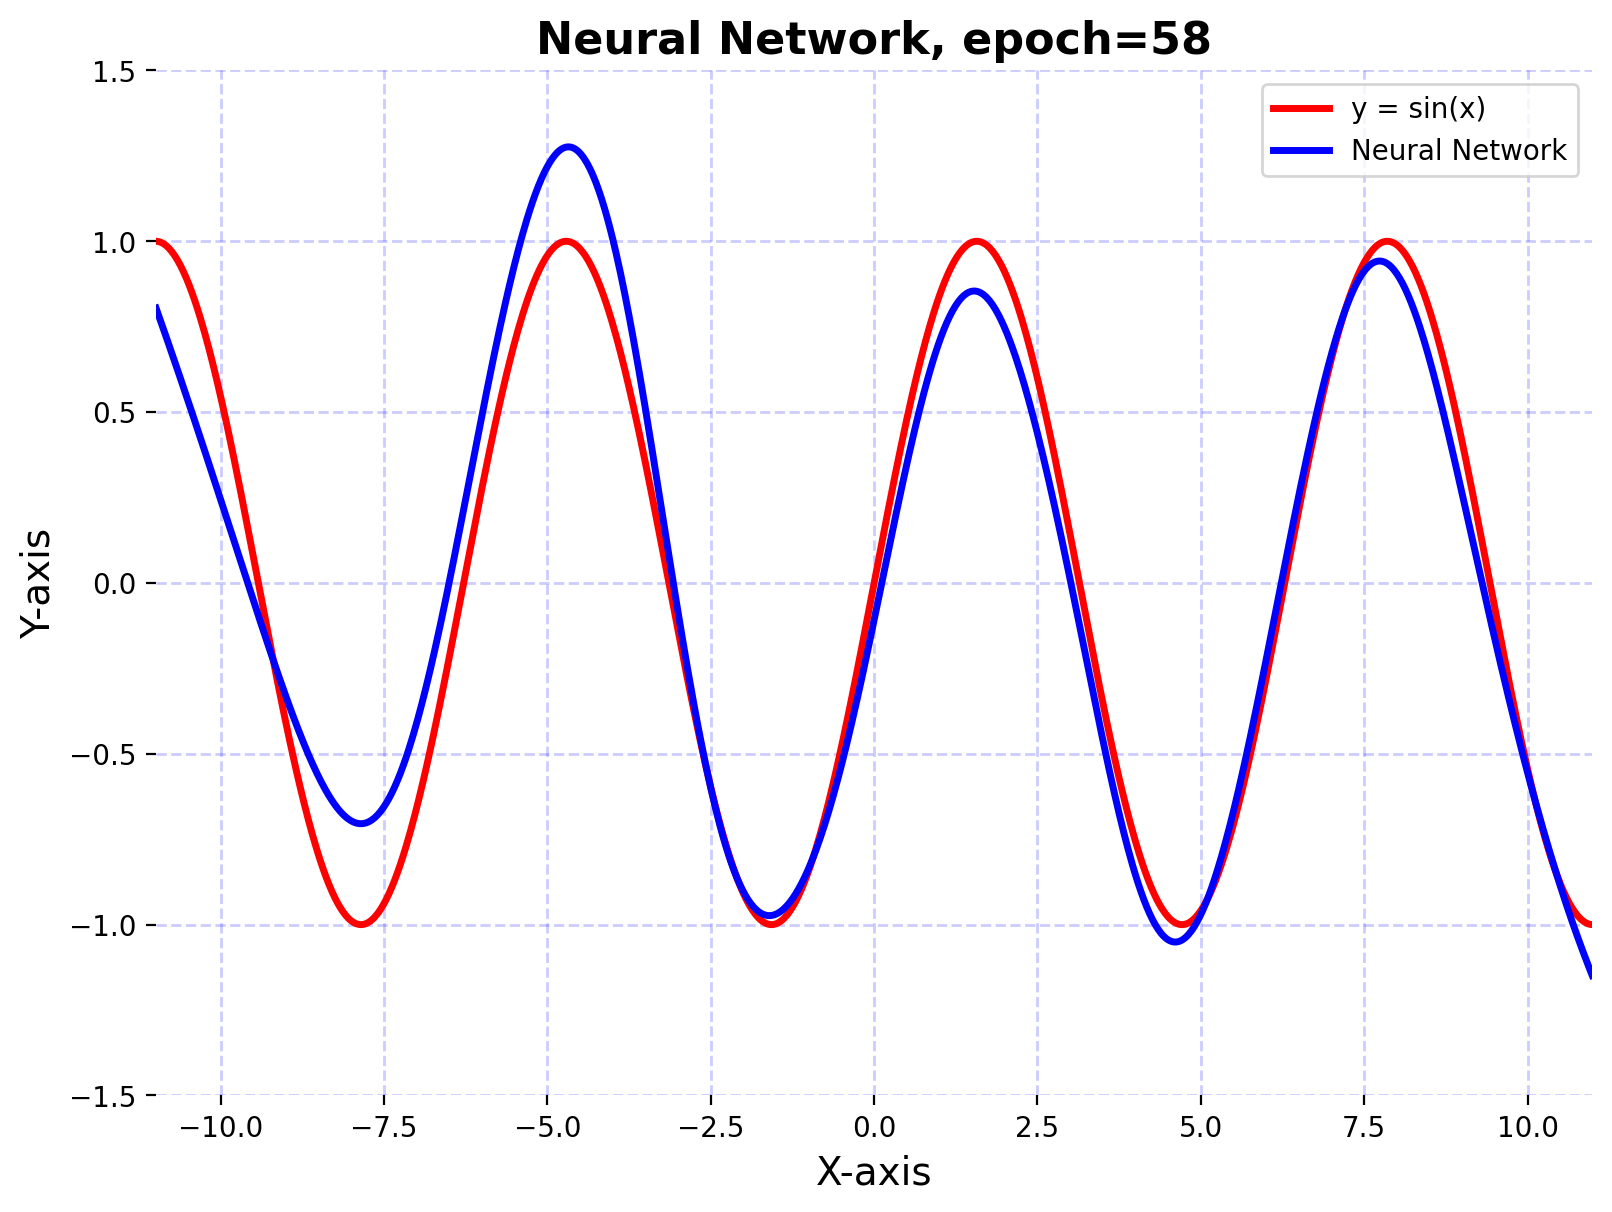 Neural Network, epoch=58
1.5
y = sin(x)
Neural Network
1.0
0.5
0.0
−0.5
−1.0
−1.5
Y-axis
−10.0 −7.5 −5.0 −2.5 0.0 2.5 5.0 7.5 10.0
X-axis